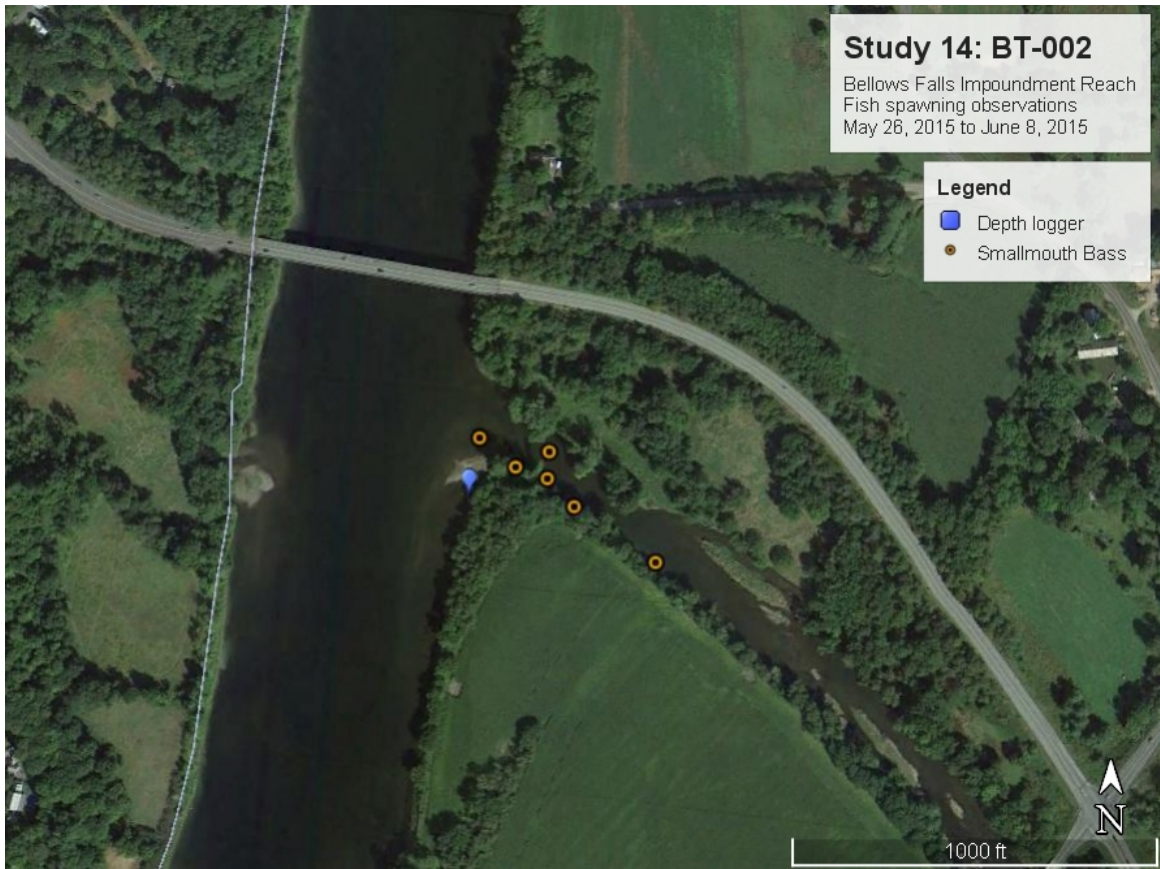 Study 14: BT-002
Bellows Falls Impoundment Reach
Fish spawning observations
May 26, 2015 to June 8, 2015
Legend
Depth logger
Smallmouth Bass
N
1000 ft